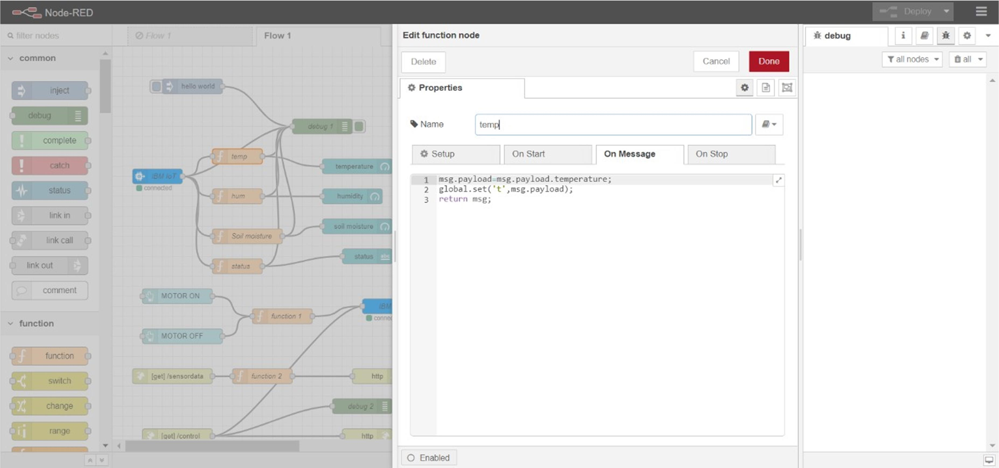 Node-RED
Deploy
filter nodes
common
inject
debug
complete
catch
status
link in
link call
link out
comment
function
function
switch
change
range
Flow 1
Flow 1
hello world
debug 1
temp
temperature
IBM IoT
connected
hum
humidity
Soil moisture
soil moisture
status
status
abc
MOTOR ON
function 1
IBM
connec
MOTOR OFF
[get] /sensordata
function 2
http
debug 2
[get] /control
http
Edit function node
Delete
Cancel
Done
Properties
Name
temp
Setup
On Start
On Message
On Stop
1 msg.payload=msg.payload.temperature;
2 global.set('t',msg.payload);
3 return msg;
Enabled
debug
i
all nodes
all